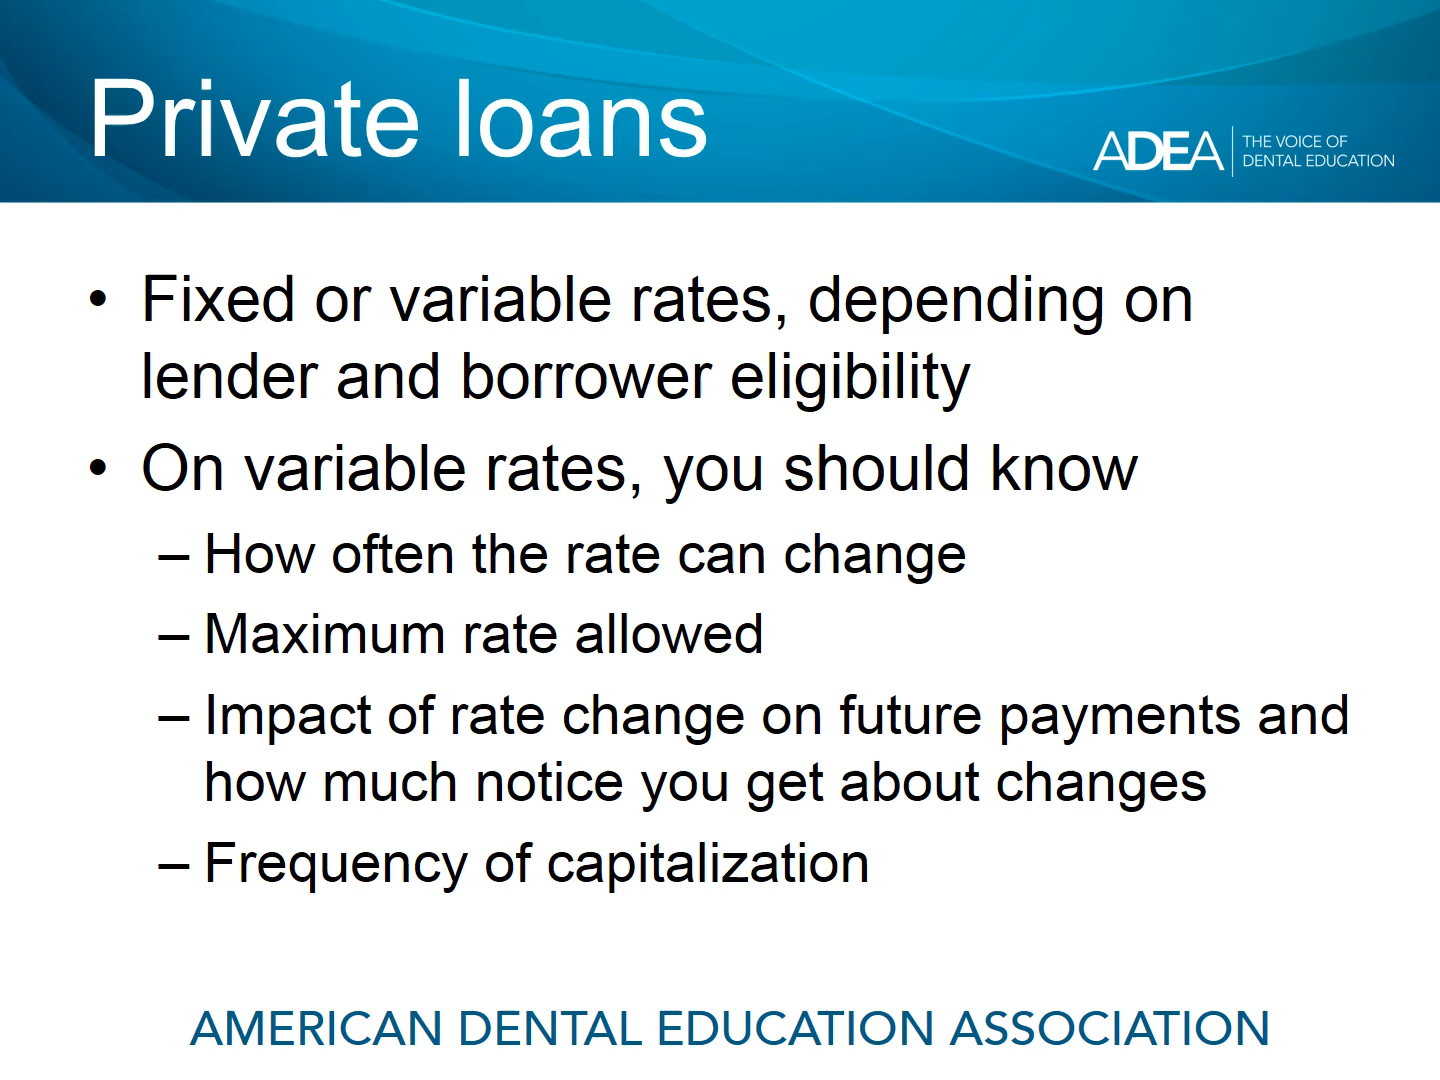 Private loans
ADEA
THE VOICE OF
DENTAL EDUCATION
• Fixed or variable rates, depending on
lender and borrower eligibility
• On variable rates, you should know
– How often the rate can change
– Maximum rate allowed
– Impact of rate change on future payments and
how much notice you get about changes
– Frequency of capitalization
AMERICAN DENTAL EDUCATION ASSOCIATION